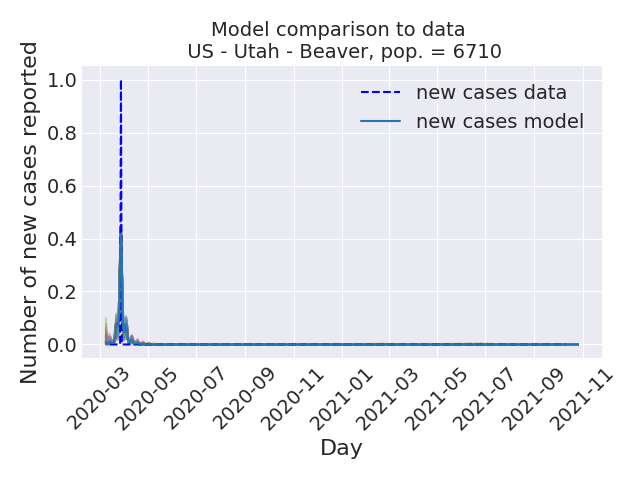 Model comparison to data
US - Utah - Beaver, pop. = 6710
Number of new cases reported
1.0
0.8
0.6
0.4
0.2
0.0
new cases data
new cases model
2020-03
2020-05
2020-07
2020-09
2020-11
2021-01
2021-03
2021-05
2021-07
2021-09
2021-11
Day